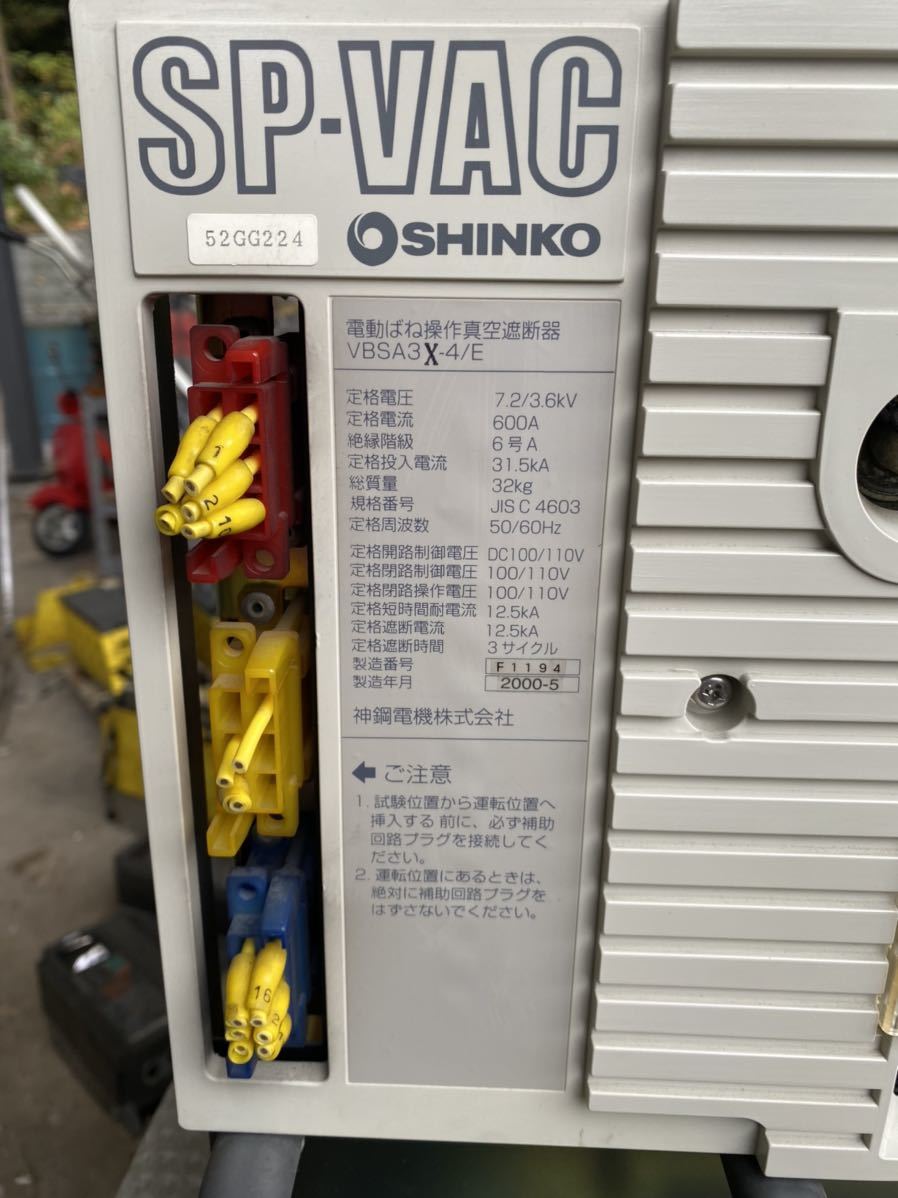 SP-VAC
52GG224
SHINKO
電動ばね操作真空遮断器
VBSA3X-4/E
定格電圧 7.2/3.6kV
定格電流 600A
絶縁階級 6号A
定格投入電流 31.5kA
総質量 32kg
規格番号 JIS C 4603
定格周波数 50/60Hz
定格開路制御電圧 DC100/110V
定格閉路制御電圧 100/110V
定格閉路操作電圧 100/110V
定格短時間耐電流 12.5kA
定格遮断電流 12.5kA
定格遮断時間 3サイクル
製造番号 F1194
製造年月 2000-5
神鋼電機株式会社
← ご注意
1. 試験位置から運転位置へ
挿入する 前に、必ず補助
回路プラグを接続してく
ださい。
2. 運転位置にあるときは、
絶対に補助回路プラグを
はずさないでください。
1
2
16